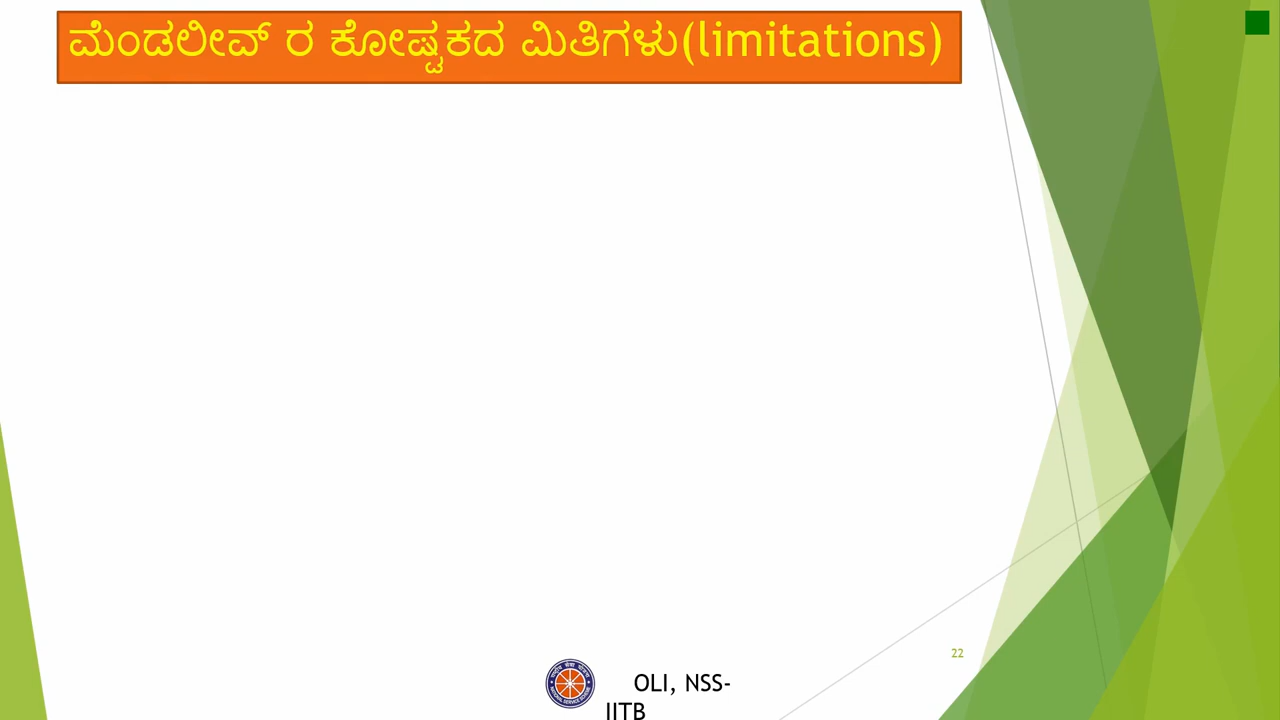 ಮೆಂಡಲೀವ್ ರ ಕೋಷ್ಟಕದ ಮಿತಿಗಳು(limitations)
22
OLI, NSS-
IITB